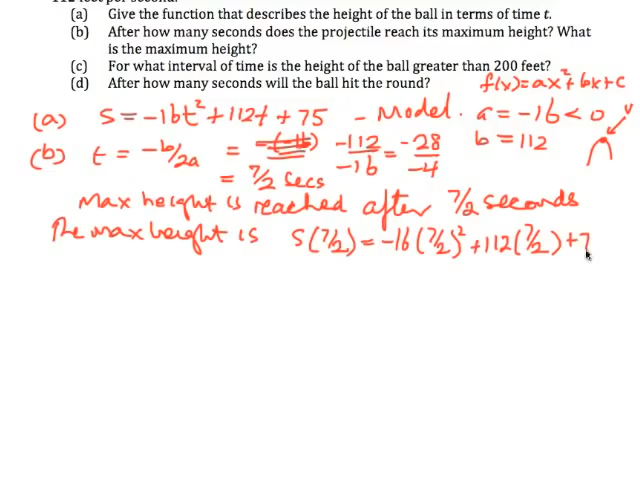 112 feet per second.
(a) Give the function that describes the height of the ball in terms of time t.
(b) After how many seconds does the projectile reach its maximum height? What
is the maximum height?
(c) For what interval of time is the height of the ball greater than 200 feet?
(d) After how many seconds will the ball hit the round?
f(x)=ax²+bx+c
(a) S=-16t²+112t+75 - Model. a=-16<0 V
(b) t = -b/2a = -112/-16 = -28/-4 b=112
= 7/2 secs
Max height is reached after 7/2 seconds
The max height is S(7/2)=-16(7/2)²+112(7/2)+7